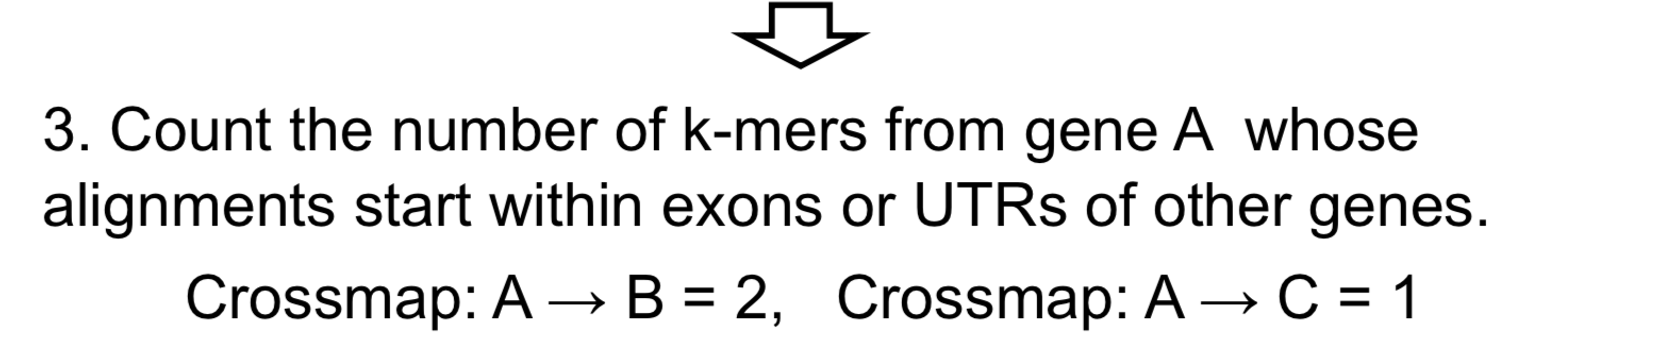 3. Count the number of k-mers from gene A whose
alignments start within exons or UTRs of other genes.
Crossmap: A → B = 2, Crossmap: A → C = 1